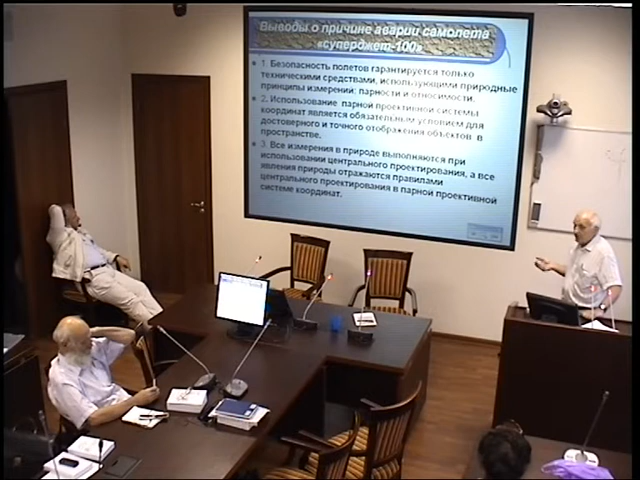 Выводы о причине аварии самолета
«суперджет-100»
1. Безопасность полетов гарантируется только
техническими средствами, использующими природные
принципы измерений: парности и относимости.
2. Использование парной проективной системы
координат является обязательным условием для
достоверного и точного отображения объектов в
пространстве.
3. Все измерения в природе выполняются при
использовании центрального проектирования, а все
явления природы отражаются правилами
центрального проектирования в парной проективной
системе координат.